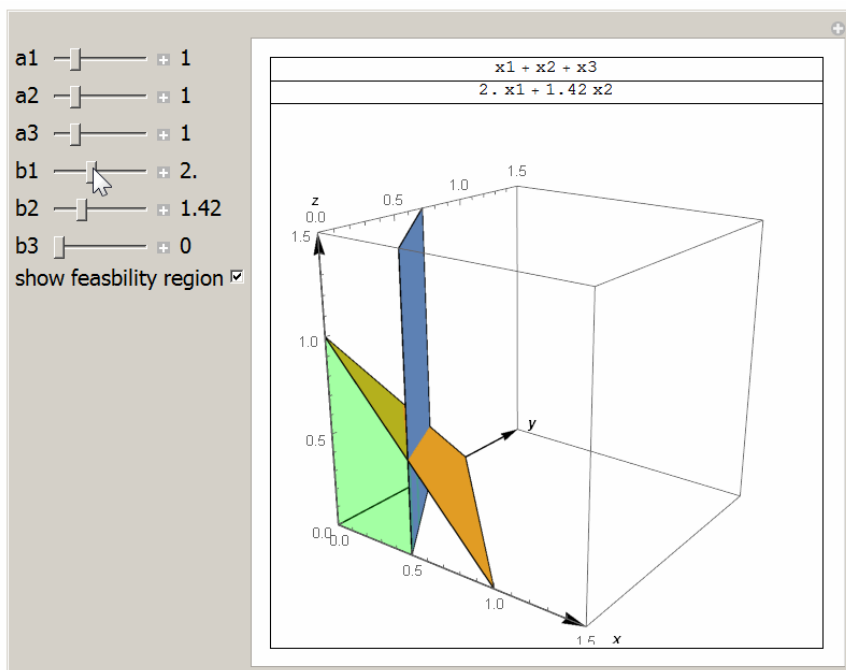 a1 1
a2 1
a3 1
b1 2.
b2 1.42
b3 0
show feasbility region
x1 + x2 + x3
2. x1 + 1.42 x2
z
0.0
0.5
1.0
1.5
1.5
1.0
0.5
0.0
y
0.0
0.5
1.0
1.5
x